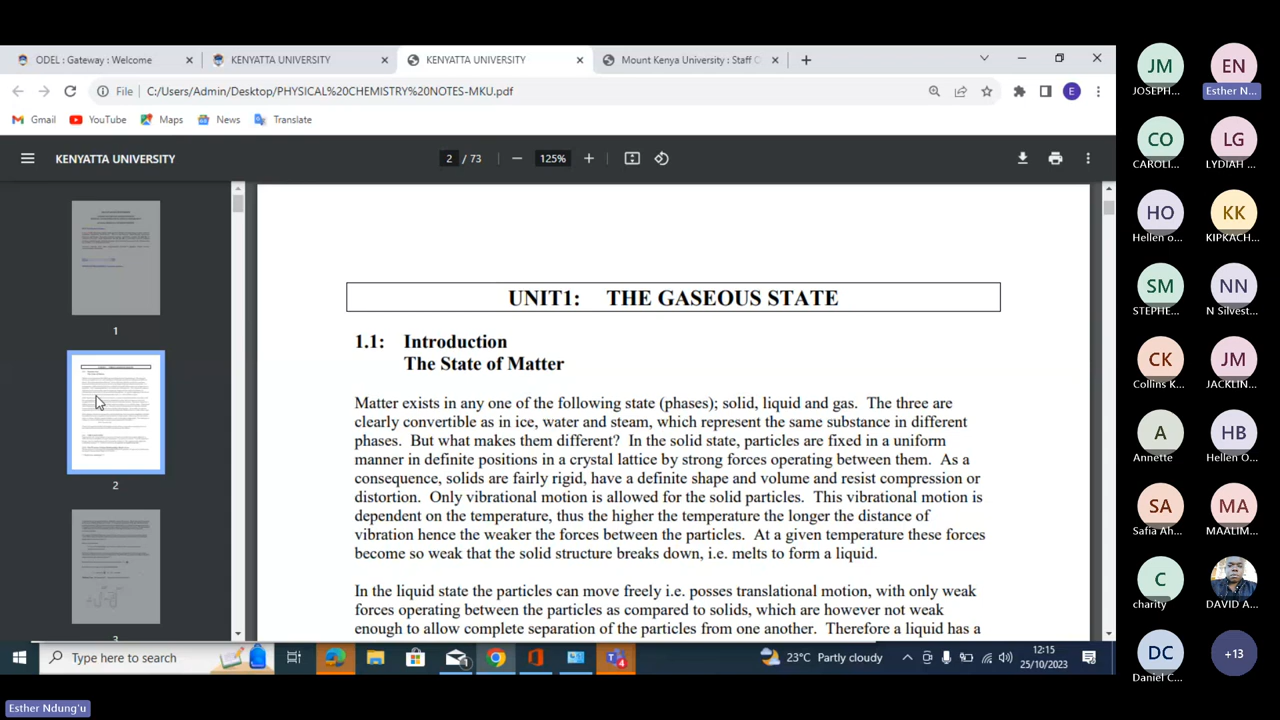 ODEL : Gateway : Welcome
KENYATTA UNIVERSITY
KENYATTA UNIVERSITY
Mount Kenya University : Staff O
File
C:/Users/Admin/Desktop/PHYSICAL%20CHEMISTRY%20NOTES-MKU.pdf
E
Gmail
YouTube
Maps
News
Translate
KENYATTA UNIVERSITY
2 / 73
125%
1
2
3
UNIT1: THE GASEOUS STATE
1.1: Introduction
The State of Matter
Matter exists in any one of the following state (phases); solid, liquid and gas. The three are
clearly convertible as in ice, water and steam, which represent the same substance in different
phases. But what makes them different? In the solid state, particles are fixed in a uniform
manner in definite positions in a crystal lattice by strong forces operating between them. As a
consequence, solids are fairly rigid, have a definite shape and volume and resist compression or
distortion. Only vibrational motion is allowed for the solid particles. This vibrational motion is
dependent on the temperature, thus the higher the temperature the longer the distance of
vibration hence the weaker the forces between the particles. At a given temperature these forces
become so weak that the solid structure breaks down, i.e. melts to form a liquid.
In the liquid state the particles can move freely i.e. posses translational motion, with only weak
forces operating between the particles as compared to solids, which are however not weak
enough to allow complete separation of the particles from one another. Therefore a liquid has a
Type here to search
1
4
23°C Partly cloudy
12:15
25/10/2023
Esther Ndung'u
JM
JOSEPH...
EN
Esther N...
CO
CAROLI...
LG
LYDIAH ...
HO
Hellen o...
KK
KIPKACH...
SM
STEPHE...
NN
N Silvest...
CK
Collins K...
JM
JACKLIN...
A
Annette
HB
Hellen O...
SA
Safia Ah...
MA
MAALIM...
C
charity
DAVID A...
DC
Daniel C...
+13